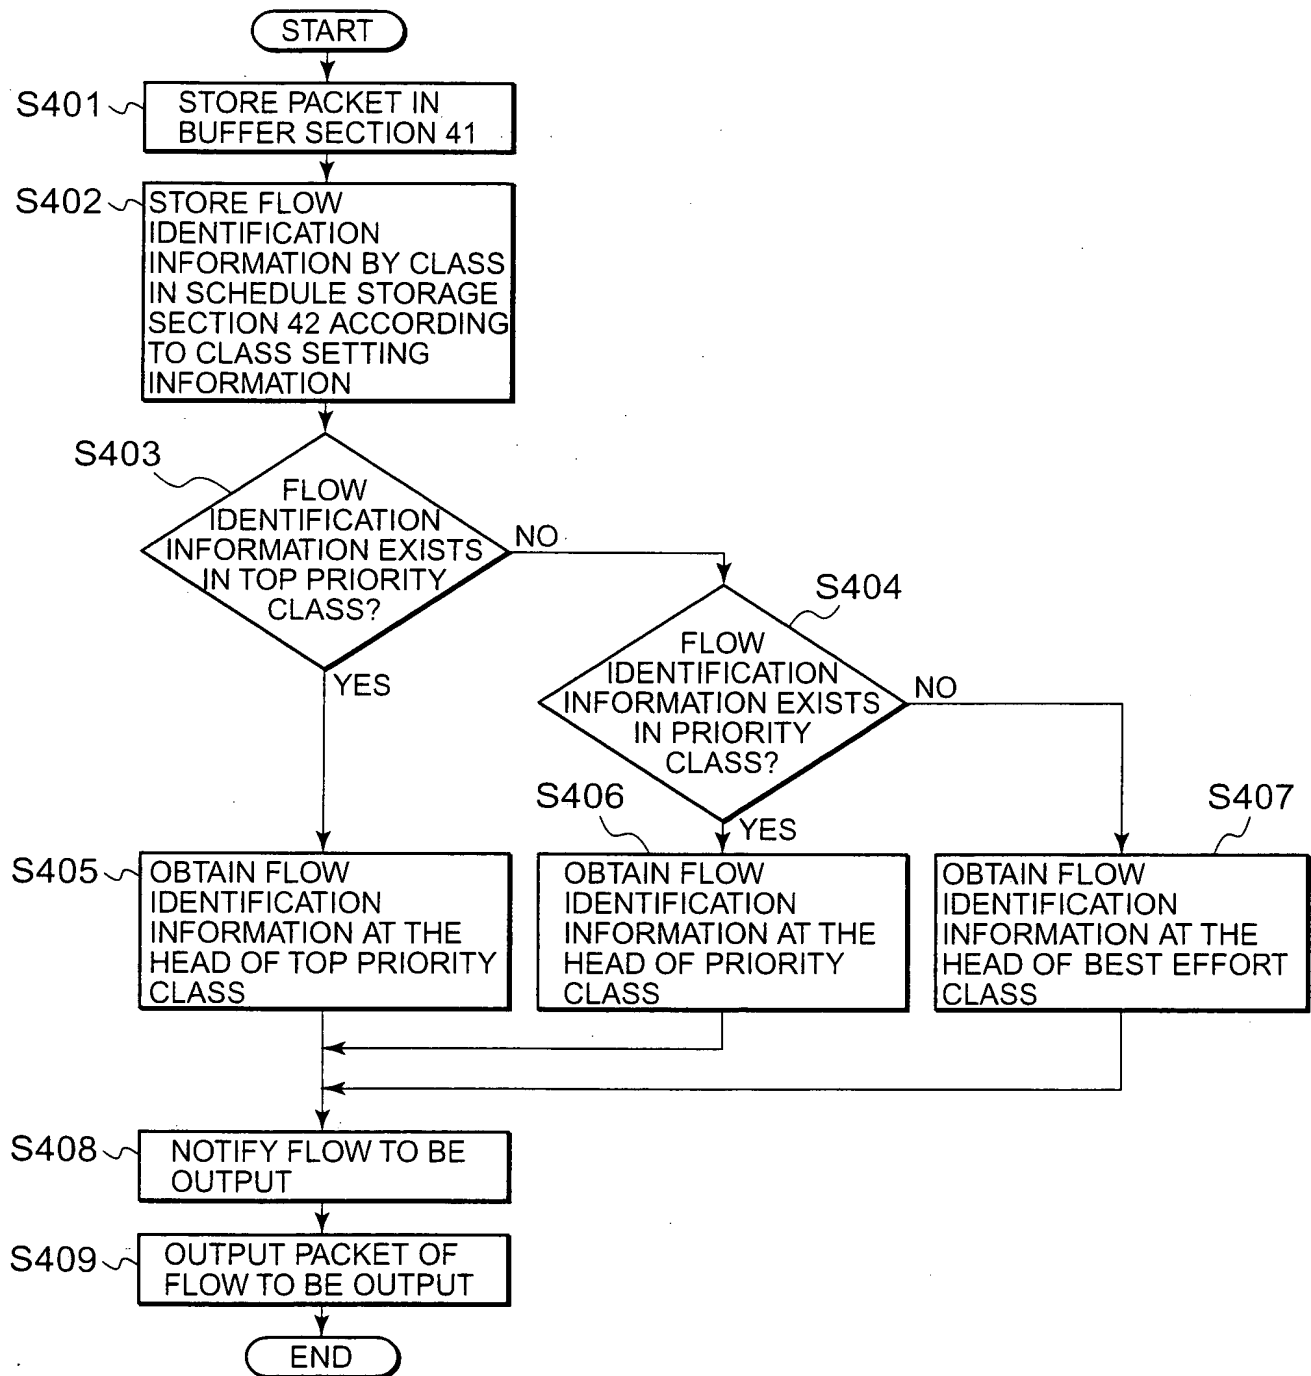 START
S401
STORE PACKET IN
BUFFER SECTION 41
S402
STORE FLOW
IDENTIFICATION
INFORMATION BY CLASS
IN SCHEDULE STORAGE
SECTION 42 ACCORDING
TO CLASS SETTING
INFORMATION
S403
FLOW
IDENTIFICATION
INFORMATION EXISTS
IN TOP PRIORITY
CLASS?
NO
YES
S404
FLOW
IDENTIFICATION
INFORMATION EXISTS
IN PRIORITY
CLASS?
NO
YES
S405
OBTAIN FLOW
IDENTIFICATION
INFORMATION AT THE
HEAD OF TOP PRIORITY
CLASS
S406
OBTAIN FLOW
IDENTIFICATION
INFORMATION AT THE
HEAD OF PRIORITY
CLASS
S407
OBTAIN FLOW
IDENTIFICATION
INFORMATION AT THE
HEAD OF BEST EFFORT
CLASS
S408
NOTIFY FLOW TO BE
OUTPUT
S409
OUTPUT PACKET OF
FLOW TO BE OUTPUT
END